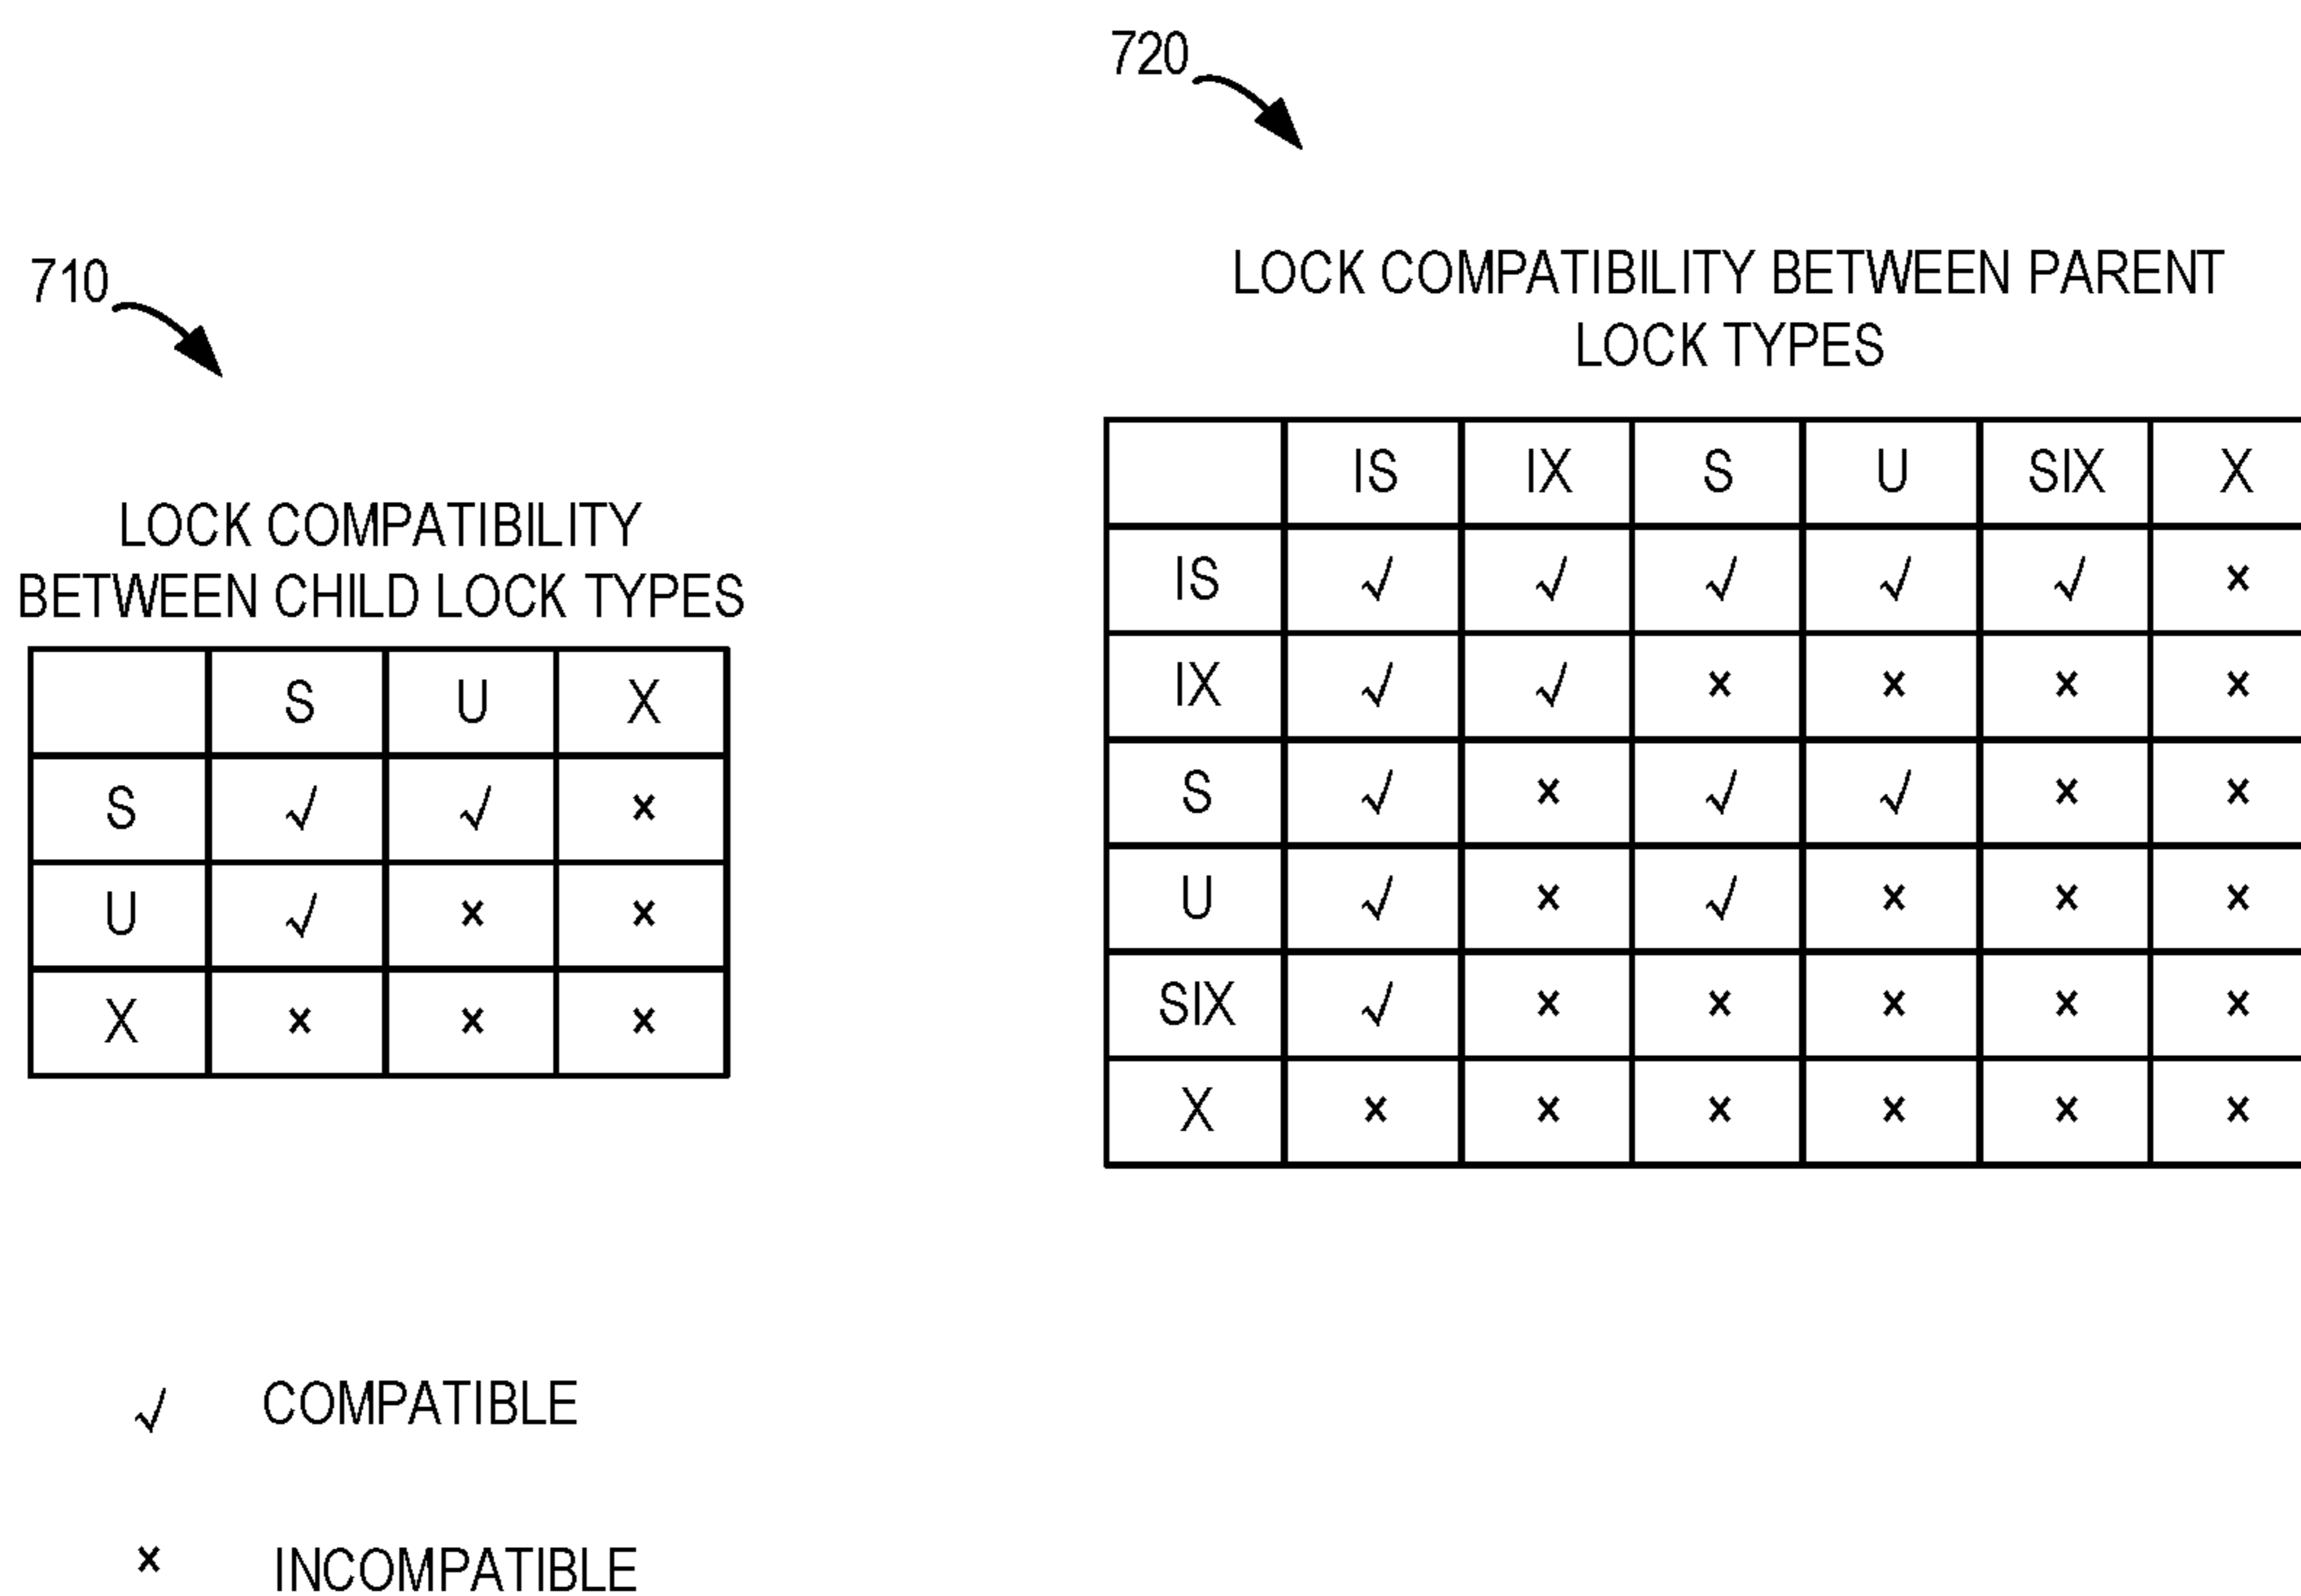 720
LOCK COMPATIBILITY BETWEEN PARENT
LOCK TYPES
IS IX S U SIX X
IS √ √ √ √ √ ×
IX √ √ × × × ×
S √ × √ √ × ×
U √ × √ × × ×
SIX √ × × × × ×
X × × × × × ×
710
LOCK COMPATIBILITY
BETWEEN CHILD LOCK TYPES
S U X
S √ √ ×
U √ × ×
X × × ×
√ COMPATIBLE
× INCOMPATIBLE